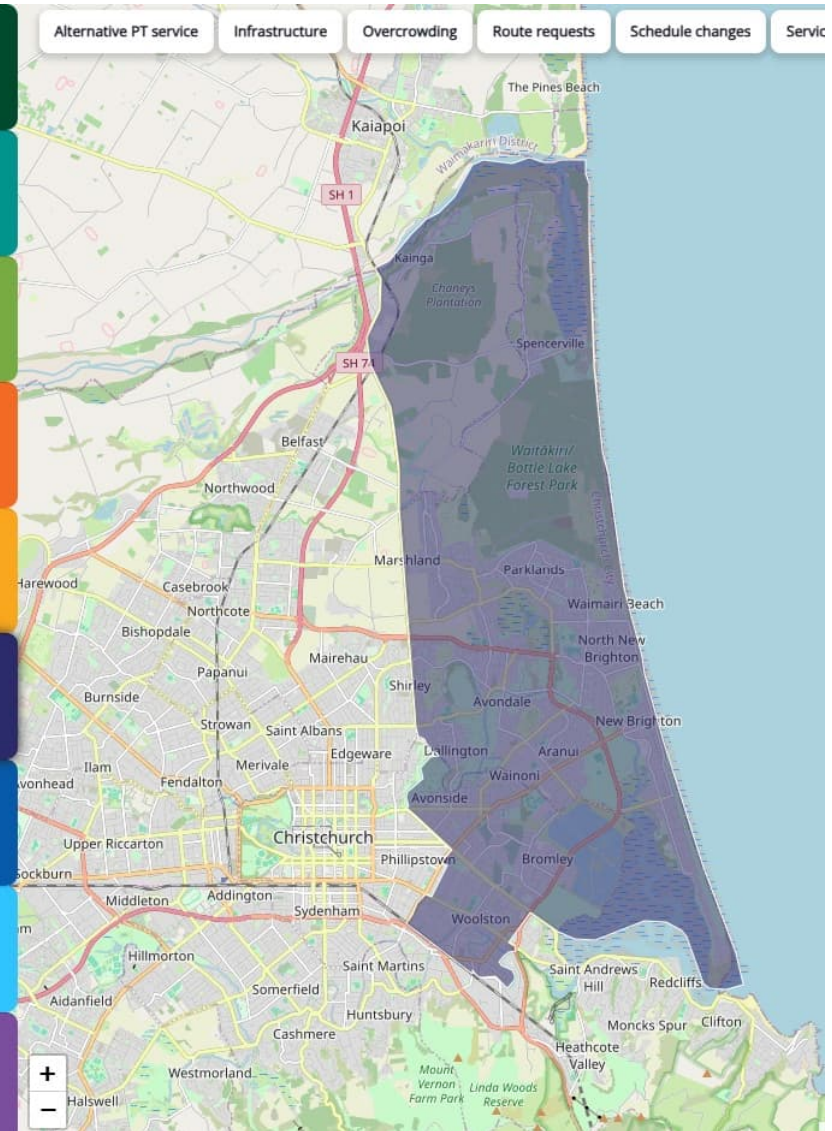 Alternative PT service
Infrastructure
Overcrowding
Route requests
Schedule changes
Servic
The Pines Beach
Kaiapoi
Waimakariri District
SH 1
Kainga
Chaneys
Plantation
Spencerville
SH 74
Belfast
Waitākiri/
Bottle Lake
Forest Park
Northwood
Christchurch City
Marshland
Parklands
Harewood
Casebrook
Waimairi Beach
Northcote
Bishopdale
North New
Brighton
Mairehau
Papanui
Shirley
Burnside
Avondale
Strowan
Saint Albans
New Brighton
Edgeware
Dallington
Aranui
Ilam
Merivale
Wainoni
Avonhead
Fendalton
Avonside
Christchurch
Upper Riccarton
Phillipstown
Bromley
Sockburn
Middleton
Addington
Sydenham
Woolston
am
Hillmorton
Saint Martins
Saint Andrews
Hill
Redcliffs
Aidanfield
Somerfield
Huntsbury
Moncks Spur
Clifton
Cashmere
Heathcote
Valley
Westmorland
Mount
Vernon
Farm Park
Linda Woods
Reserve
+
Halswell
−